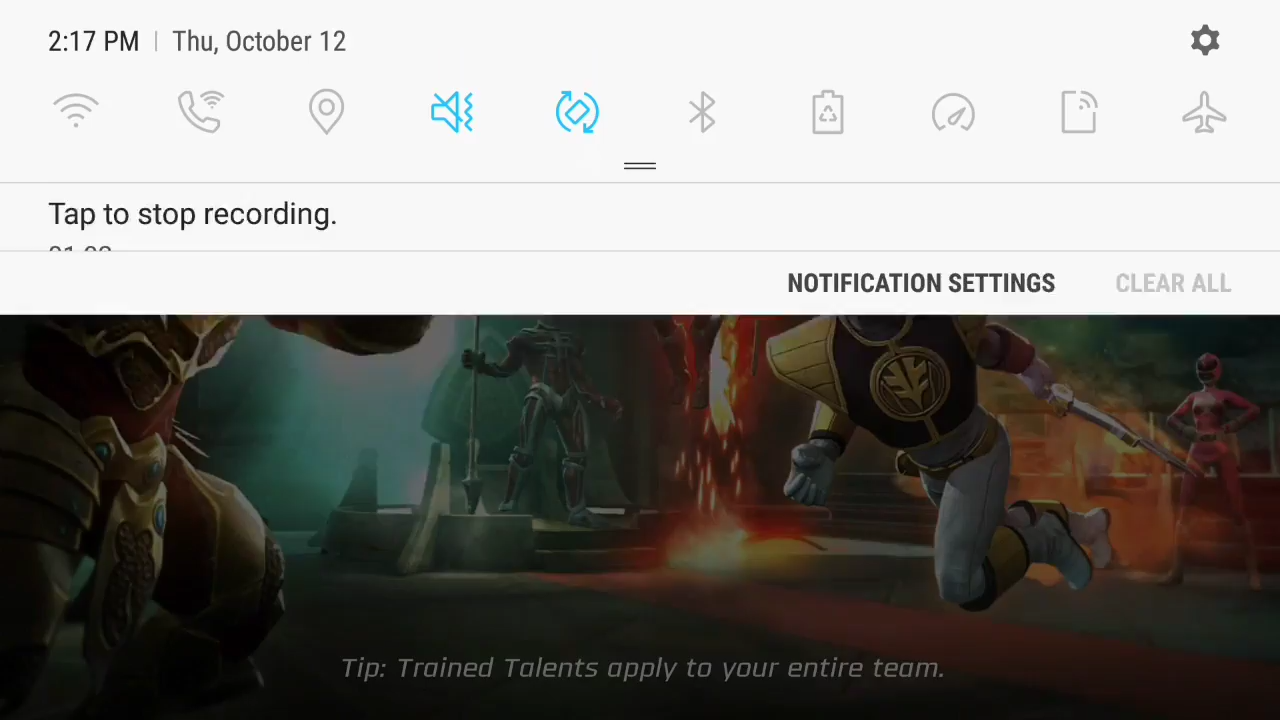 2:17 PM | Thu, October 12
Tap to stop recording.
NOTIFICATION SETTINGS CLEAR ALL
Tip: Trained Talents apply to your entire team.